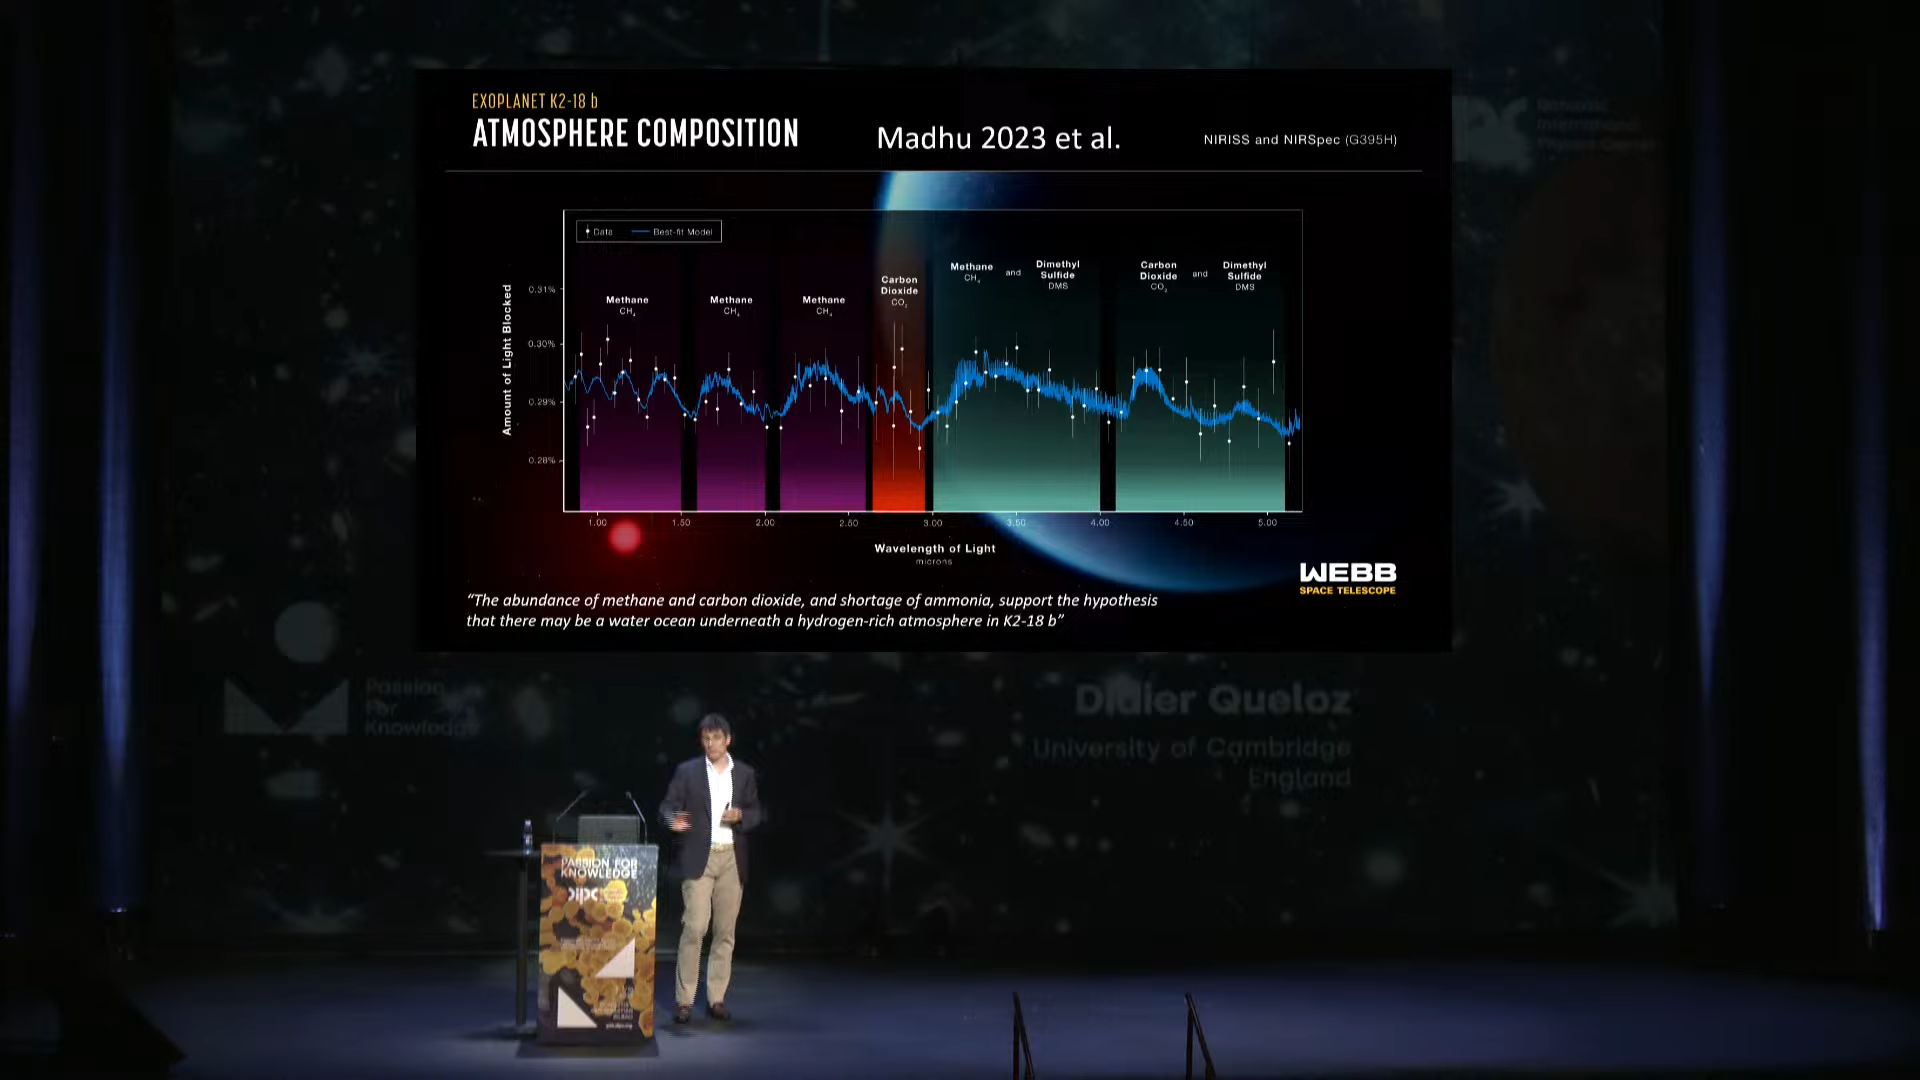 EXOPLANET K2-18 b
ATMOSPHERE COMPOSITION
Madhu 2023 et al.
NIRISS and NIRSpec (G395H)
Data
Best-fit Model
Amount of Light Blocked
0.31%
0.30%
0.29%
0.28%
Methane
CH₄
Methane
CH₄
Methane
CH₄
Carbon
Dioxide
CO₂
Methane
CH₄
and
Dimethyl
Sulfide
DMS
Carbon
Dioxide
CO₂
and
Dimethyl
Sulfide
DMS
1.00 1.50 2.00 2.50 3.00 3.50 4.00 4.50 5.00
Wavelength of Light
microns
WEBB
SPACE TELESCOPE
“The abundance of methane and carbon dioxide, and shortage of ammonia, support the hypothesis
that there may be a water ocean underneath a hydrogen-rich atmosphere in K2-18 b”
Donostia
International
Physics Center
Passion
For
Knowledge
Didier Queloz
University of Cambridge
England
PASSION FOR
KNOWLEDGE
dipc